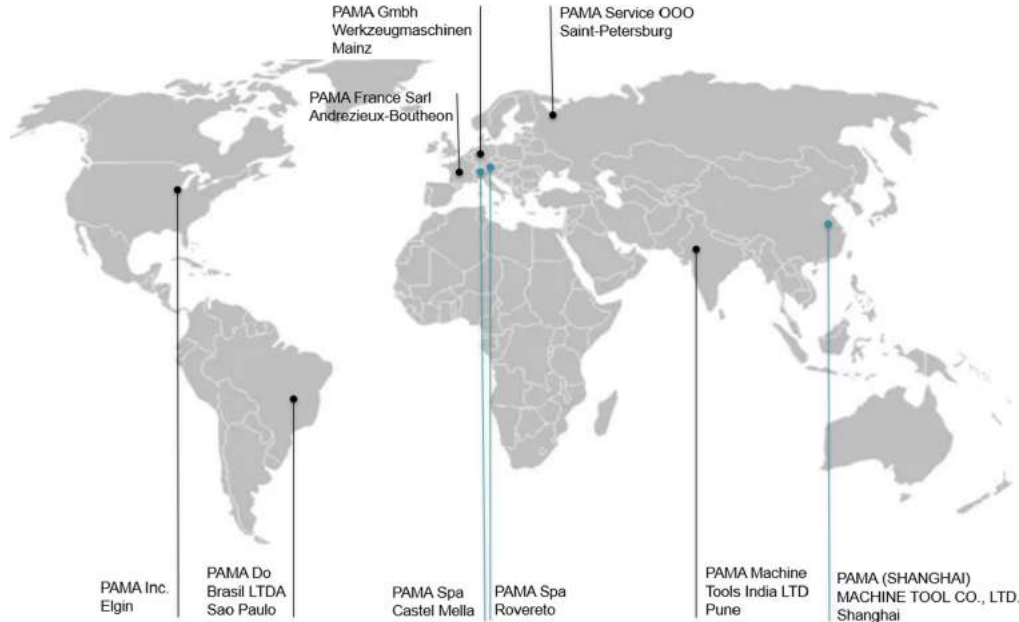 PAMA Gmbh
Werkzeugmaschinen
Mainz
PAMA Service OOO
Saint-Petersburg
PAMA France Sarl
Andrezieux-Boutheon
PAMA Inc.
Elgin
PAMA Do
Brasil LTDA
Sao Paulo
PAMA Spa
Castel Mella
PAMA Spa
Rovereto
PAMA Machine
Tools India LTD
Pune
PAMA (SHANGHAI)
MACHINE TOOL CO., LTD.
Shanghai